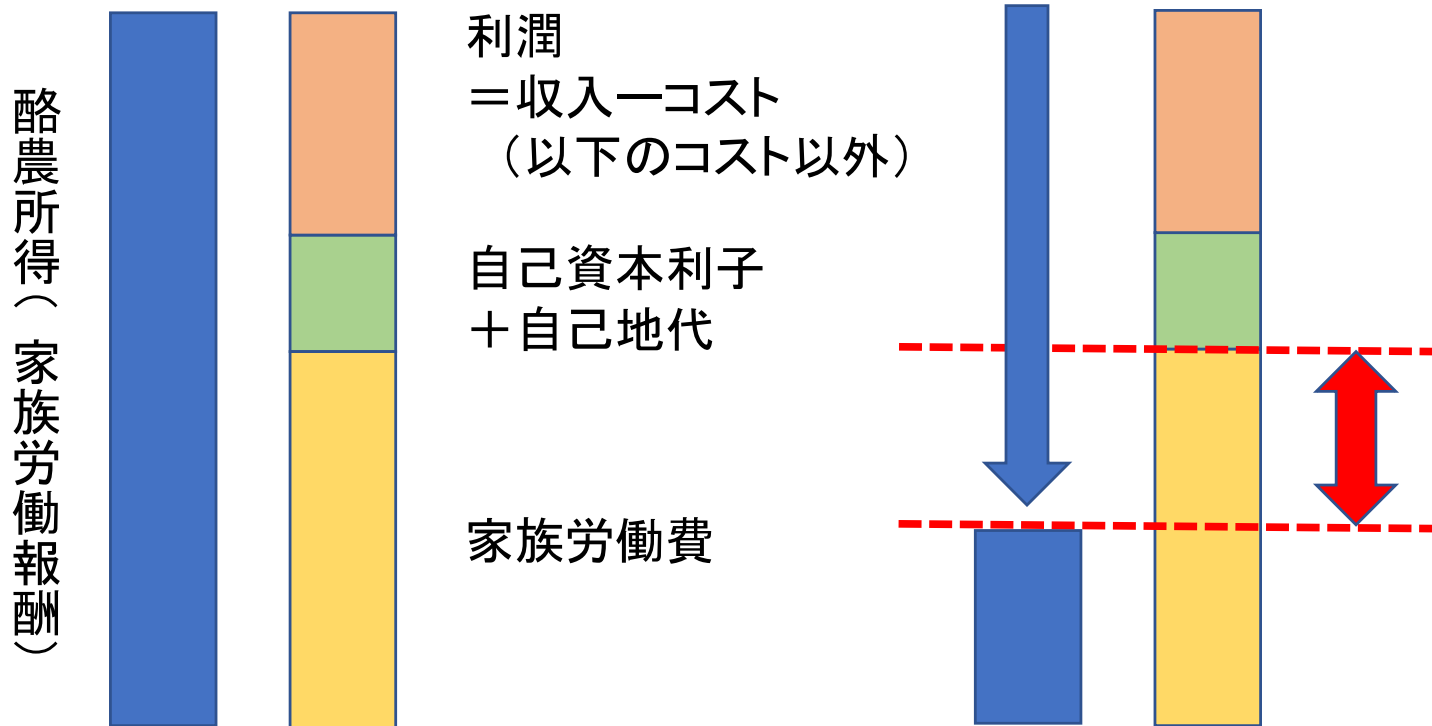 酪農所得(家族労働報酬)
利潤
=収入ーコスト
(以下のコスト以外)
自己資本利子
+自己地代
家族労働費